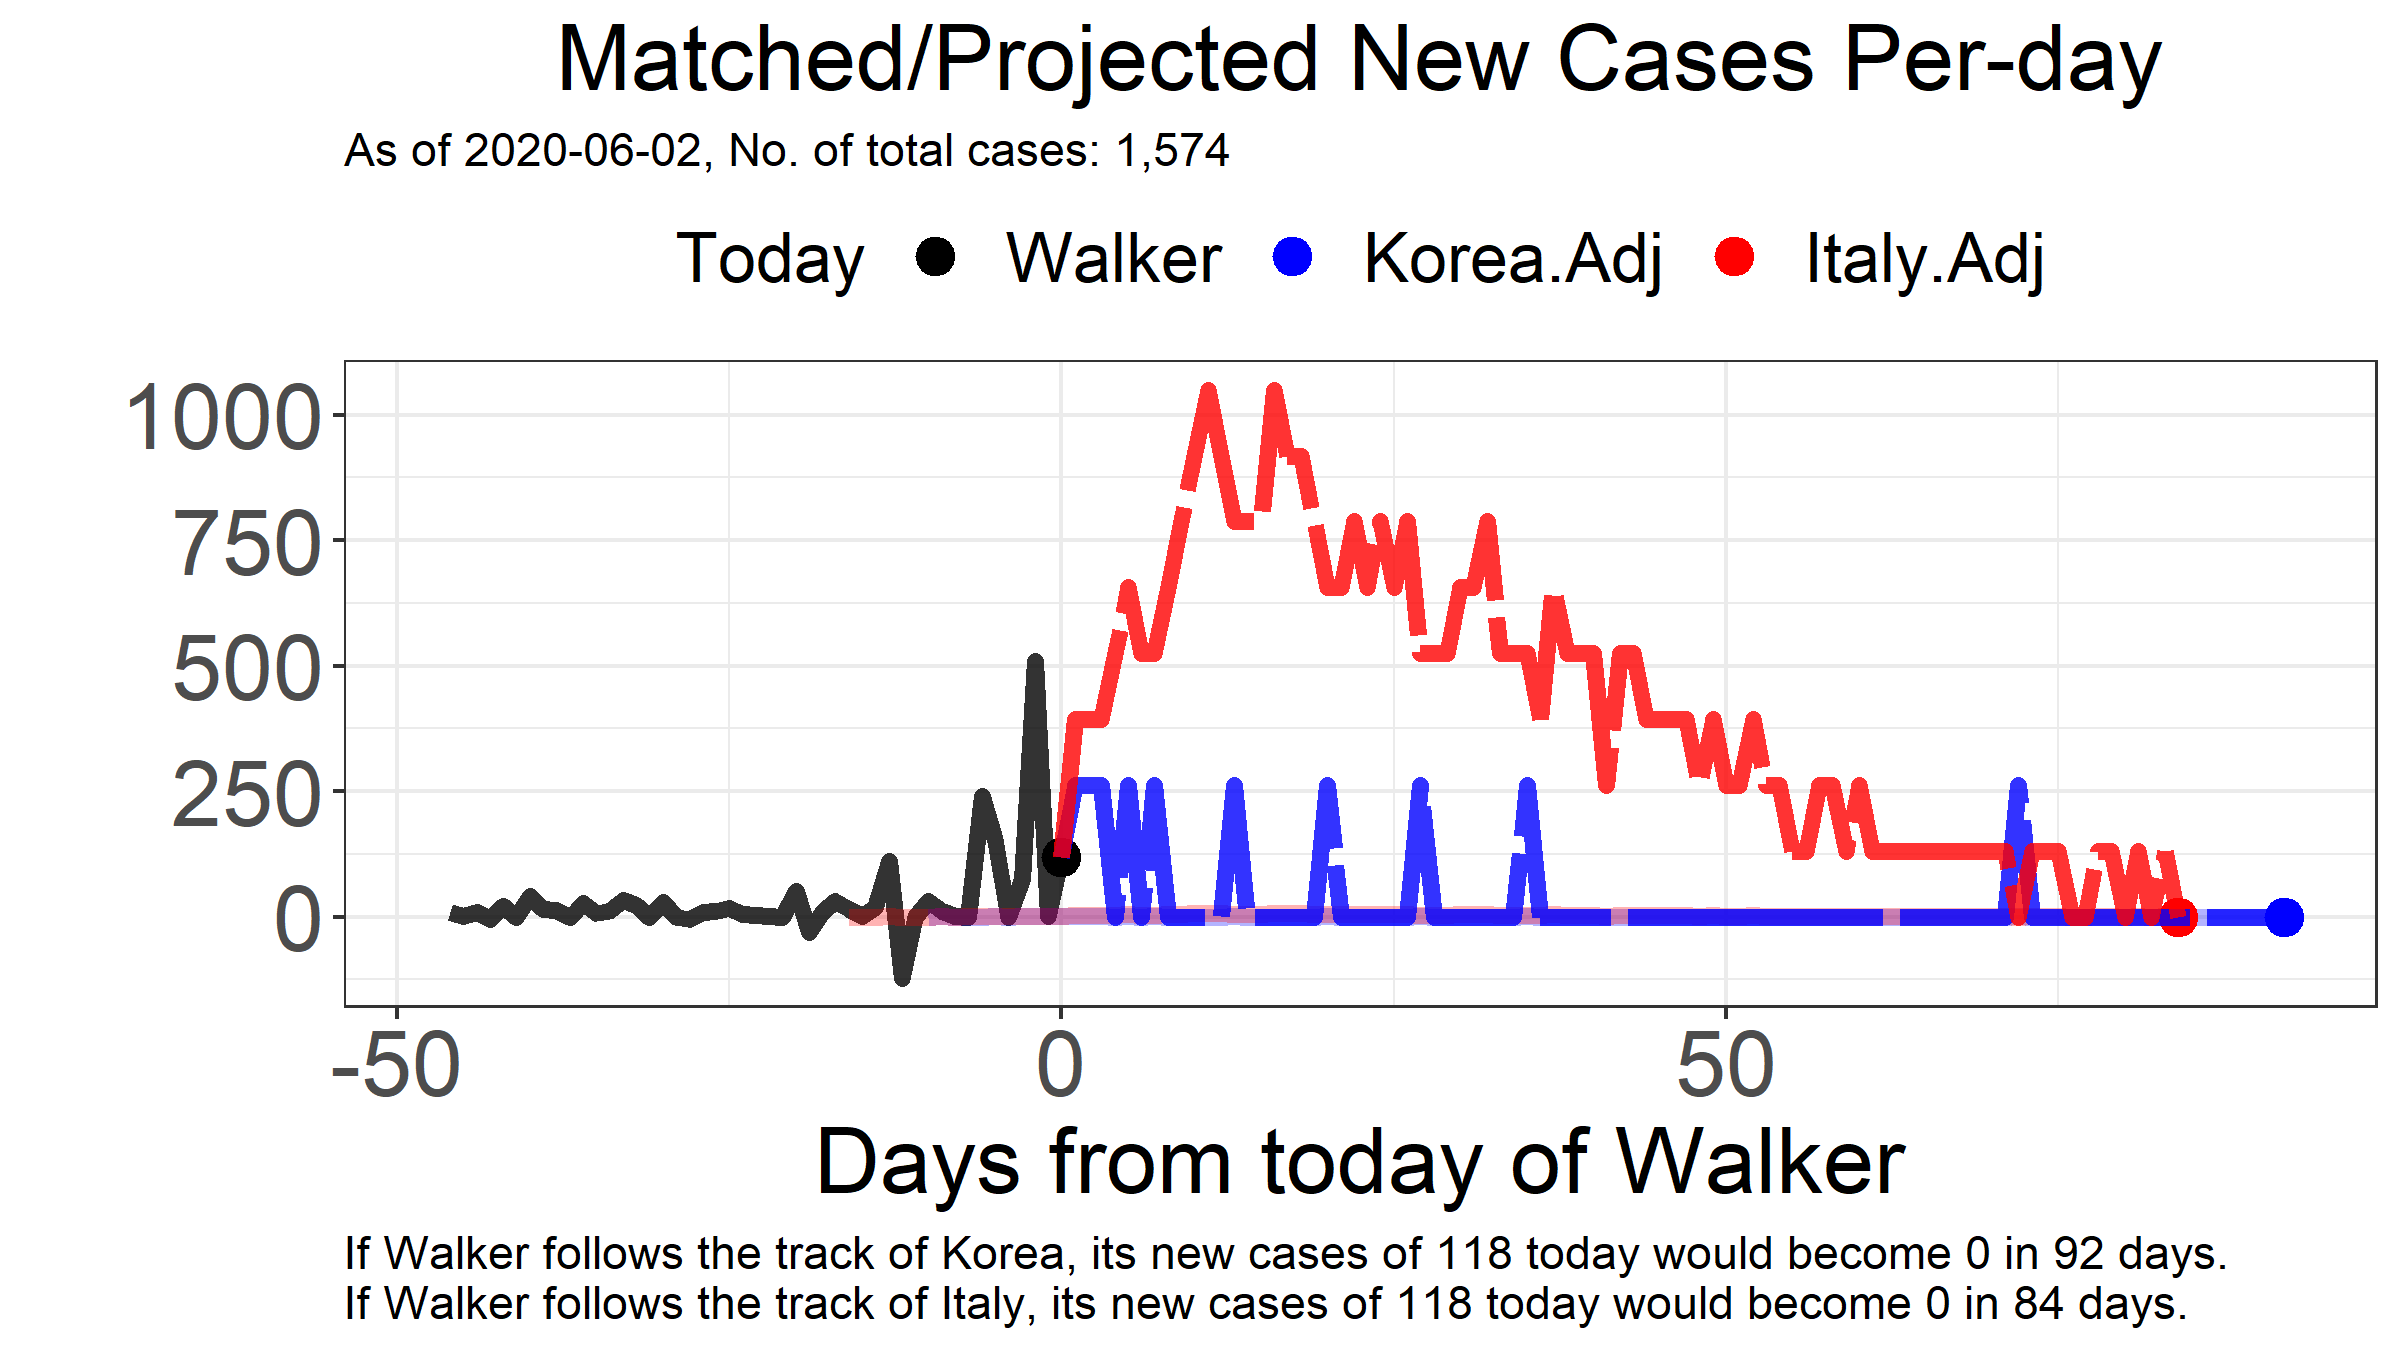 Matched/Projected New Cases Per-day
As of 2020-06-02, No. of total cases: 1,574
Today Walker Korea.Adj Italy.Adj
1000
750
500
250
0
-50 0 50
Days from today of Walker
If Walker follows the track of Korea, its new cases of 118 today would become 0 in 92 days.
If Walker follows the track of Italy, its new cases of 118 today would become 0 in 84 days.